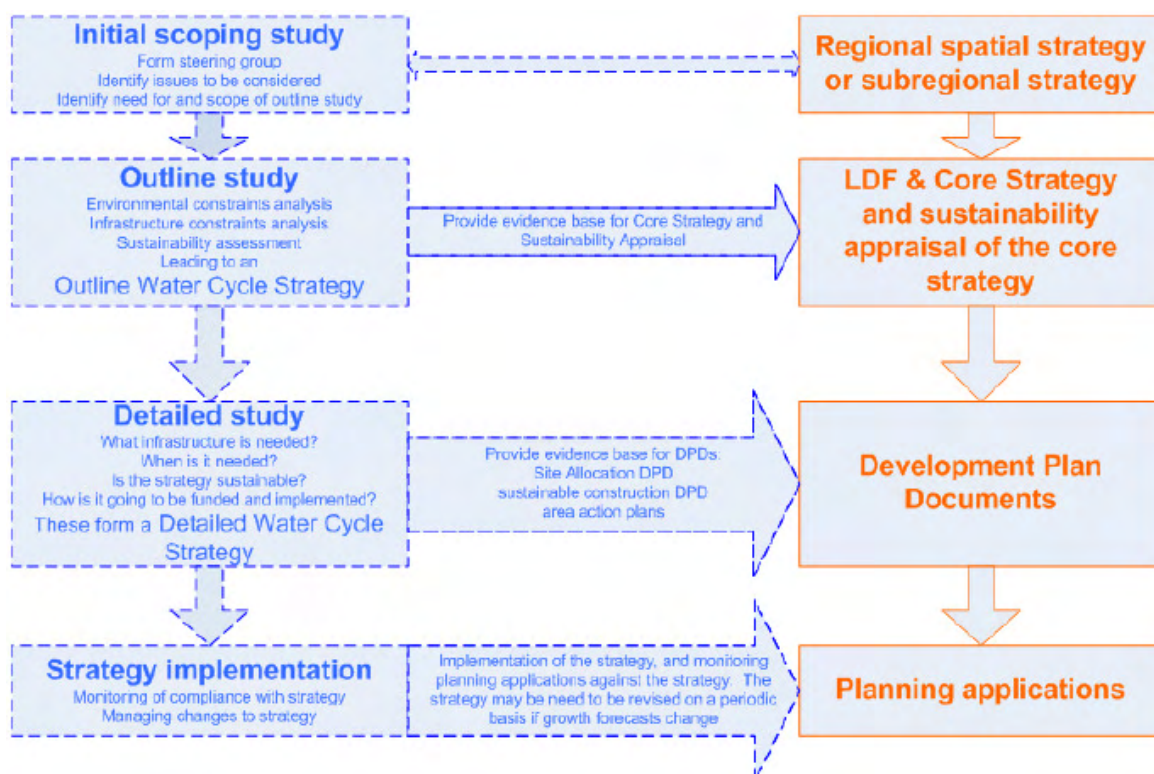 Initial scoping study
Form steering group
Identify issues to be considered
Identify need for and scope of outline study
Regional spatial strategy
or subregional strategy
Outline study
Environmental constraints analysis
Infrastructure constraints analysis
Sustainability assessment
Leading to an
Outline Water Cycle Strategy
Provide evidence base for Core Strategy and
Sustainability Appraisal
LDF & Core Strategy
and sustainability
appraisal of the core
strategy
Detailed study
What infrastructure is needed?
When is it needed?
Is the strategy sustainable?
How is it going to be funded and implemented?
These form a Detailed Water Cycle
Strategy
Provide evidence base for DPDs:
Site Allocation DPD
sustainable construction DPD
area action plans
Development Plan
Documents
Strategy implementation
Monitoring of compliance with strategy
Managing changes to strategy
Implementation of the strategy, and monitoring
planning applications against the strategy. The
strategy may be need to be revised on a periodic
basis if growth forecasts change
Planning applications